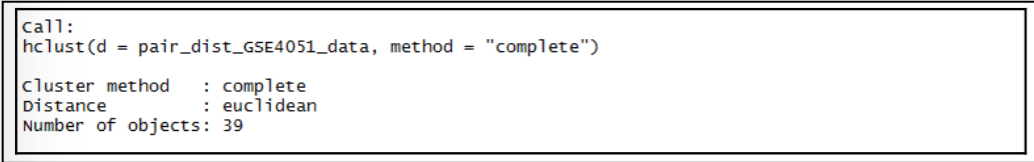 Call:
hclust(d = pair_dist_GSE4051_data, method = "complete")
Cluster method   : complete
Distance         : euclidean
Number of objects: 39